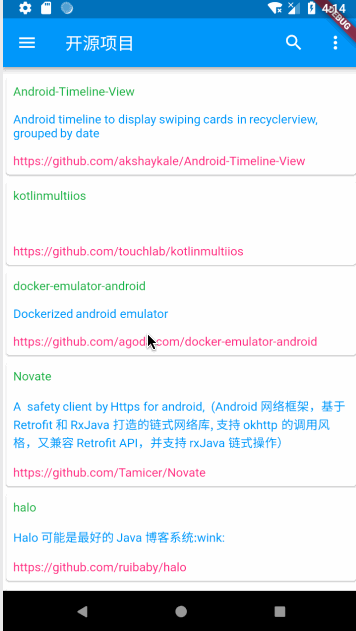 4:14
DEBUG
开源项目
Android-Timeline-View
Android timeline to display swiping cards in recyclerview,
grouped by date
https://github.com/akshaykale/Android-Timeline-View
kotlinmultiios
https://github.com/touchlab/kotlinmultiios
docker-emulator-android
Dockerized android emulator
https://github.com/agoda-com/docker-emulator-android
Novate
A  safety client by Https for android,  (Android 网络框架，基于
Retrofit 和 RxJava 打造的链式网络库, 支持 okhttp 的调用风
格，又兼容 Retrofit API，并支持 rxJava 链式操作）
https://github.com/Tamicer/Novate
halo
Halo 可能是最好的 Java 博客系统:wink:
https://github.com/ruibaby/halo